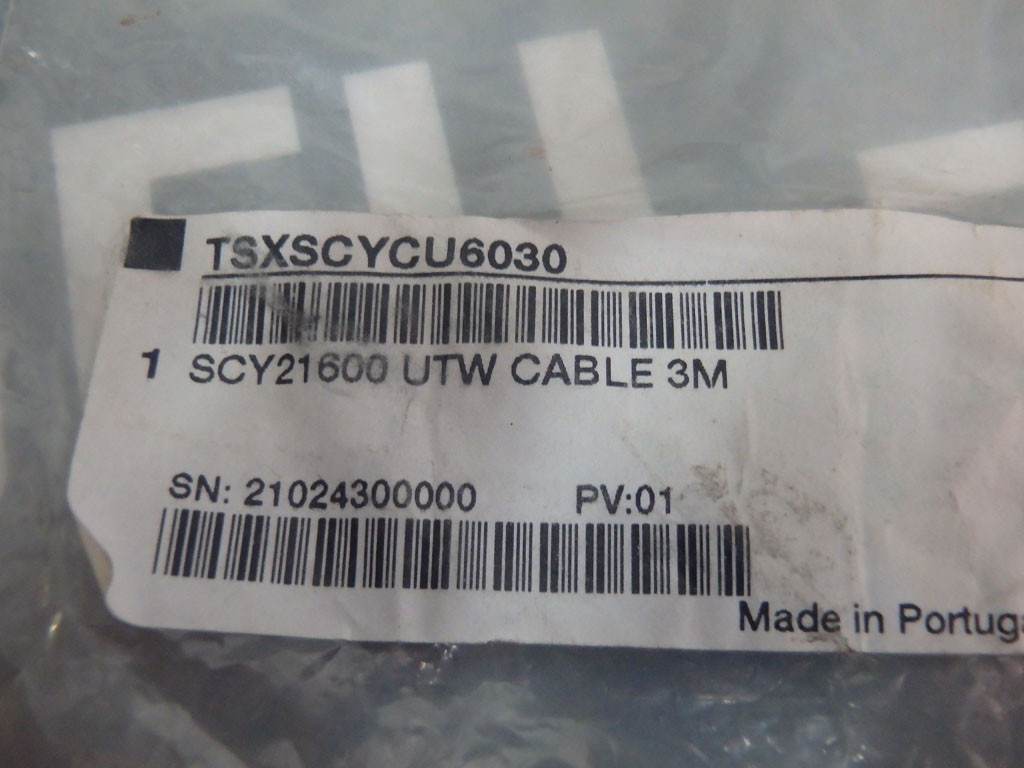 TSXSCYCU6030
1 SCY21600 UTW CABLE 3M
SN: 21024300000 PV:01
Made in Portuga